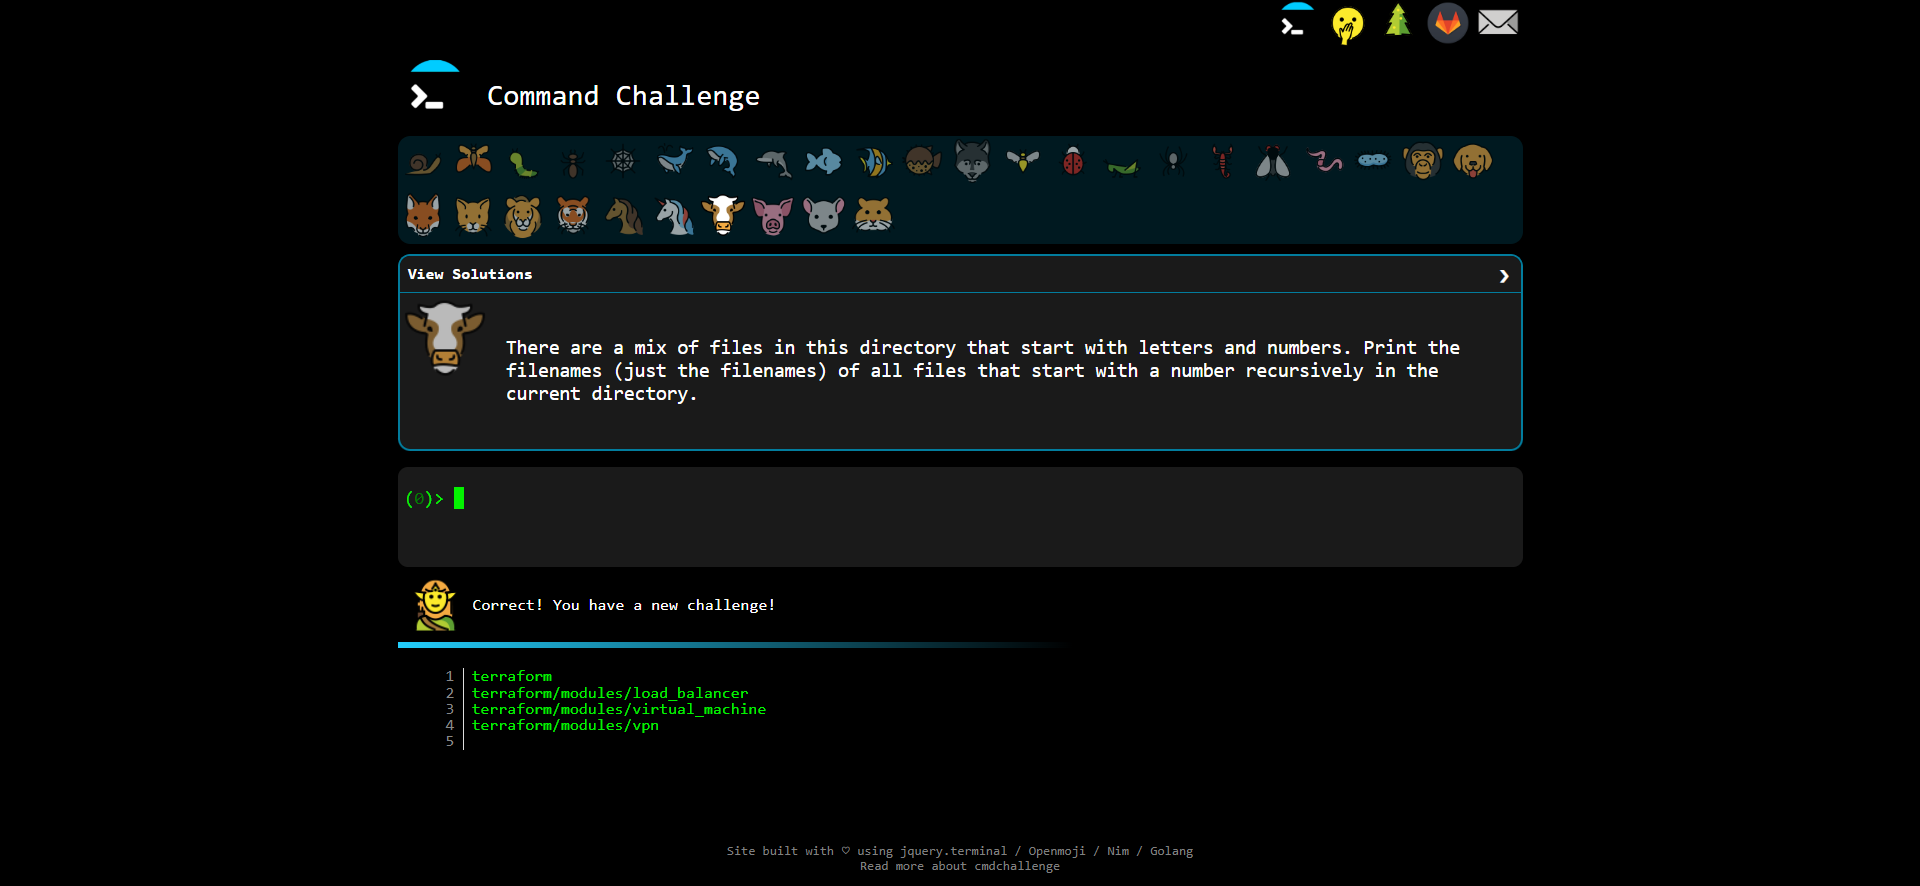 Command Challenge
View Solutions ❯
There are a mix of files in this directory that start with letters and numbers. Print the
filenames (just the filenames) of all files that start with a number recursively in the
current directory.
(0)>
Correct! You have a new challenge!
1 terraform
2 terraform/modules/load_balancer
3 terraform/modules/virtual_machine
4 terraform/modules/vpn
5
Site built with ♡ using jquery.terminal / Openmoji / Nim / Golang
Read more about cmdchallenge